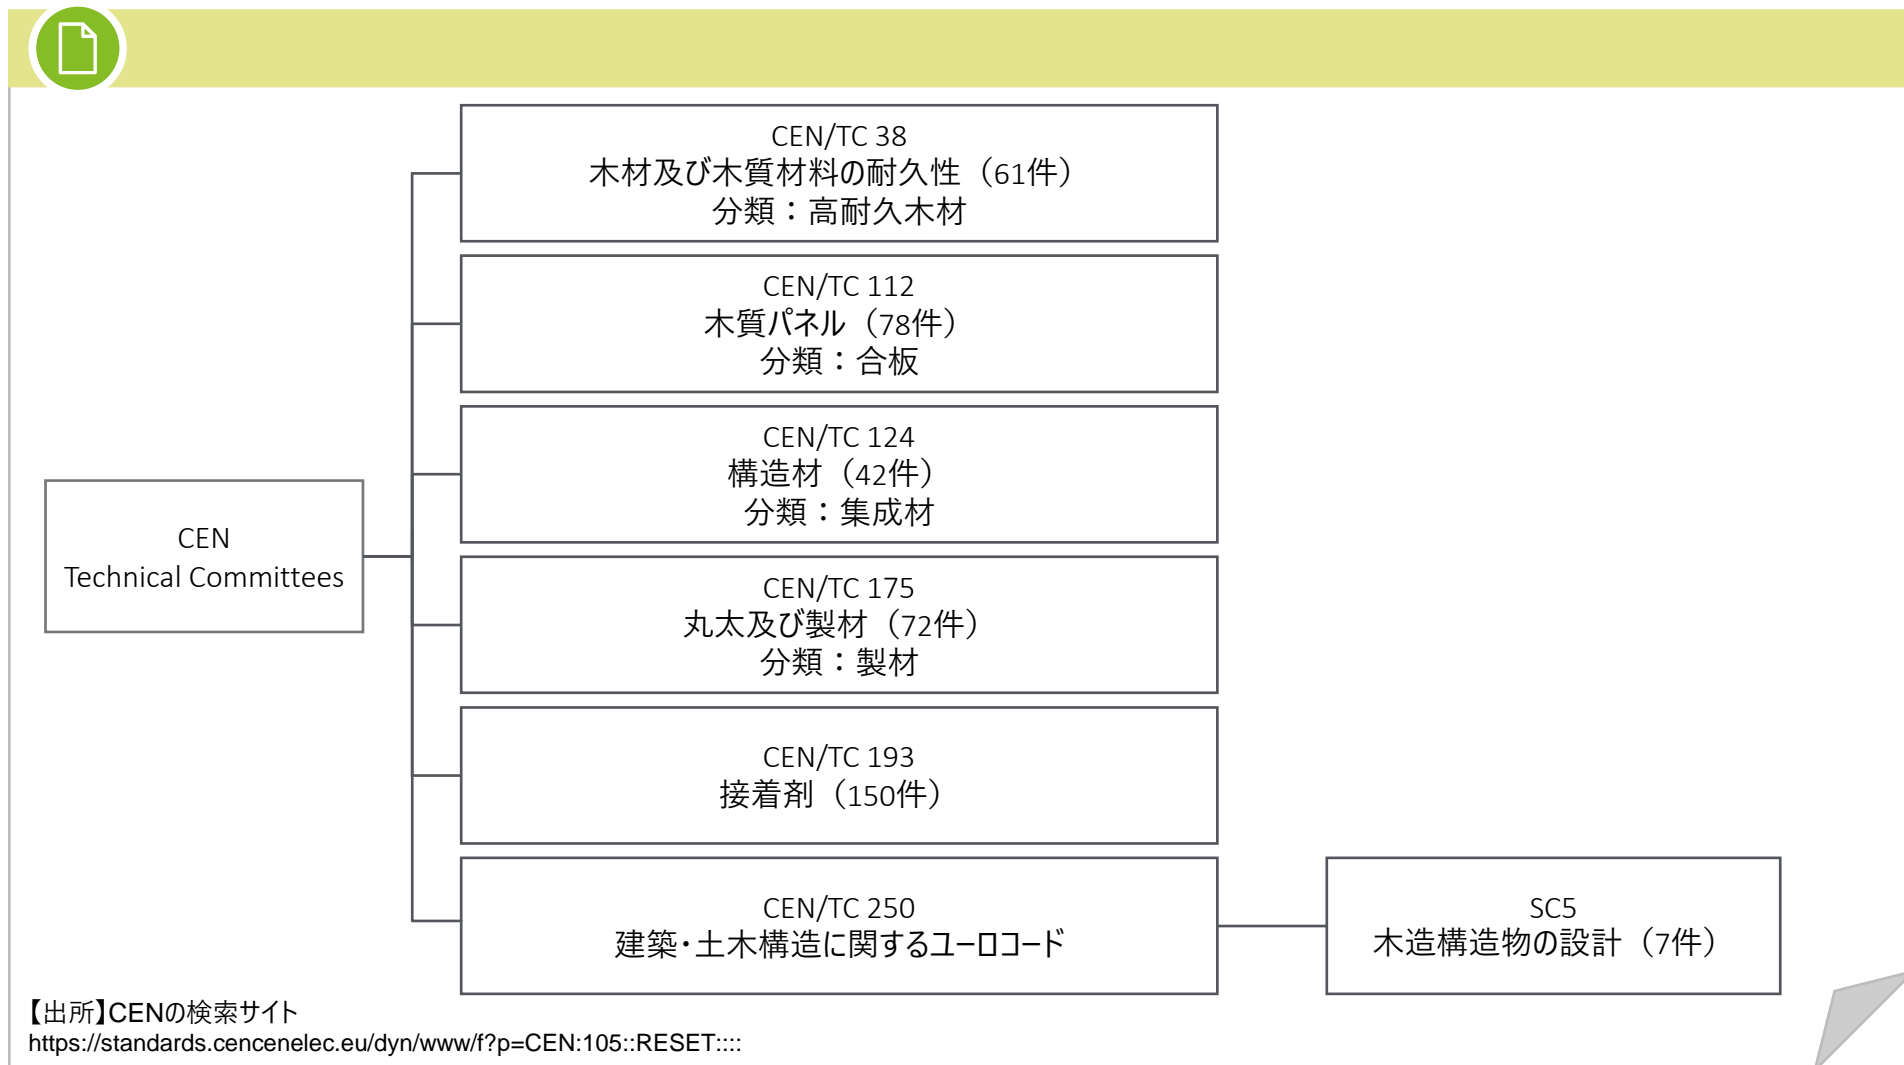 CEN/TC 38
木材及び木質材料の耐久性（61件）
分類：高耐久木材
CEN/TC 112
木質パネル（78件）
分類：合板
CEN/TC 124
構造材（42件）
分類：集成材
CEN
Technical Committees
CEN/TC 175
丸太及び製材（72件）
分類：製材
CEN/TC 193
接着剤（150件）
CEN/TC 250
建築・土木構造に関するユーロコード
SC5
木造構造物の設計（7件）
【出所】CENの検索サイト
https://standards.cencenelec.eu/dyn/www/f?p=CEN:105::RESET::::